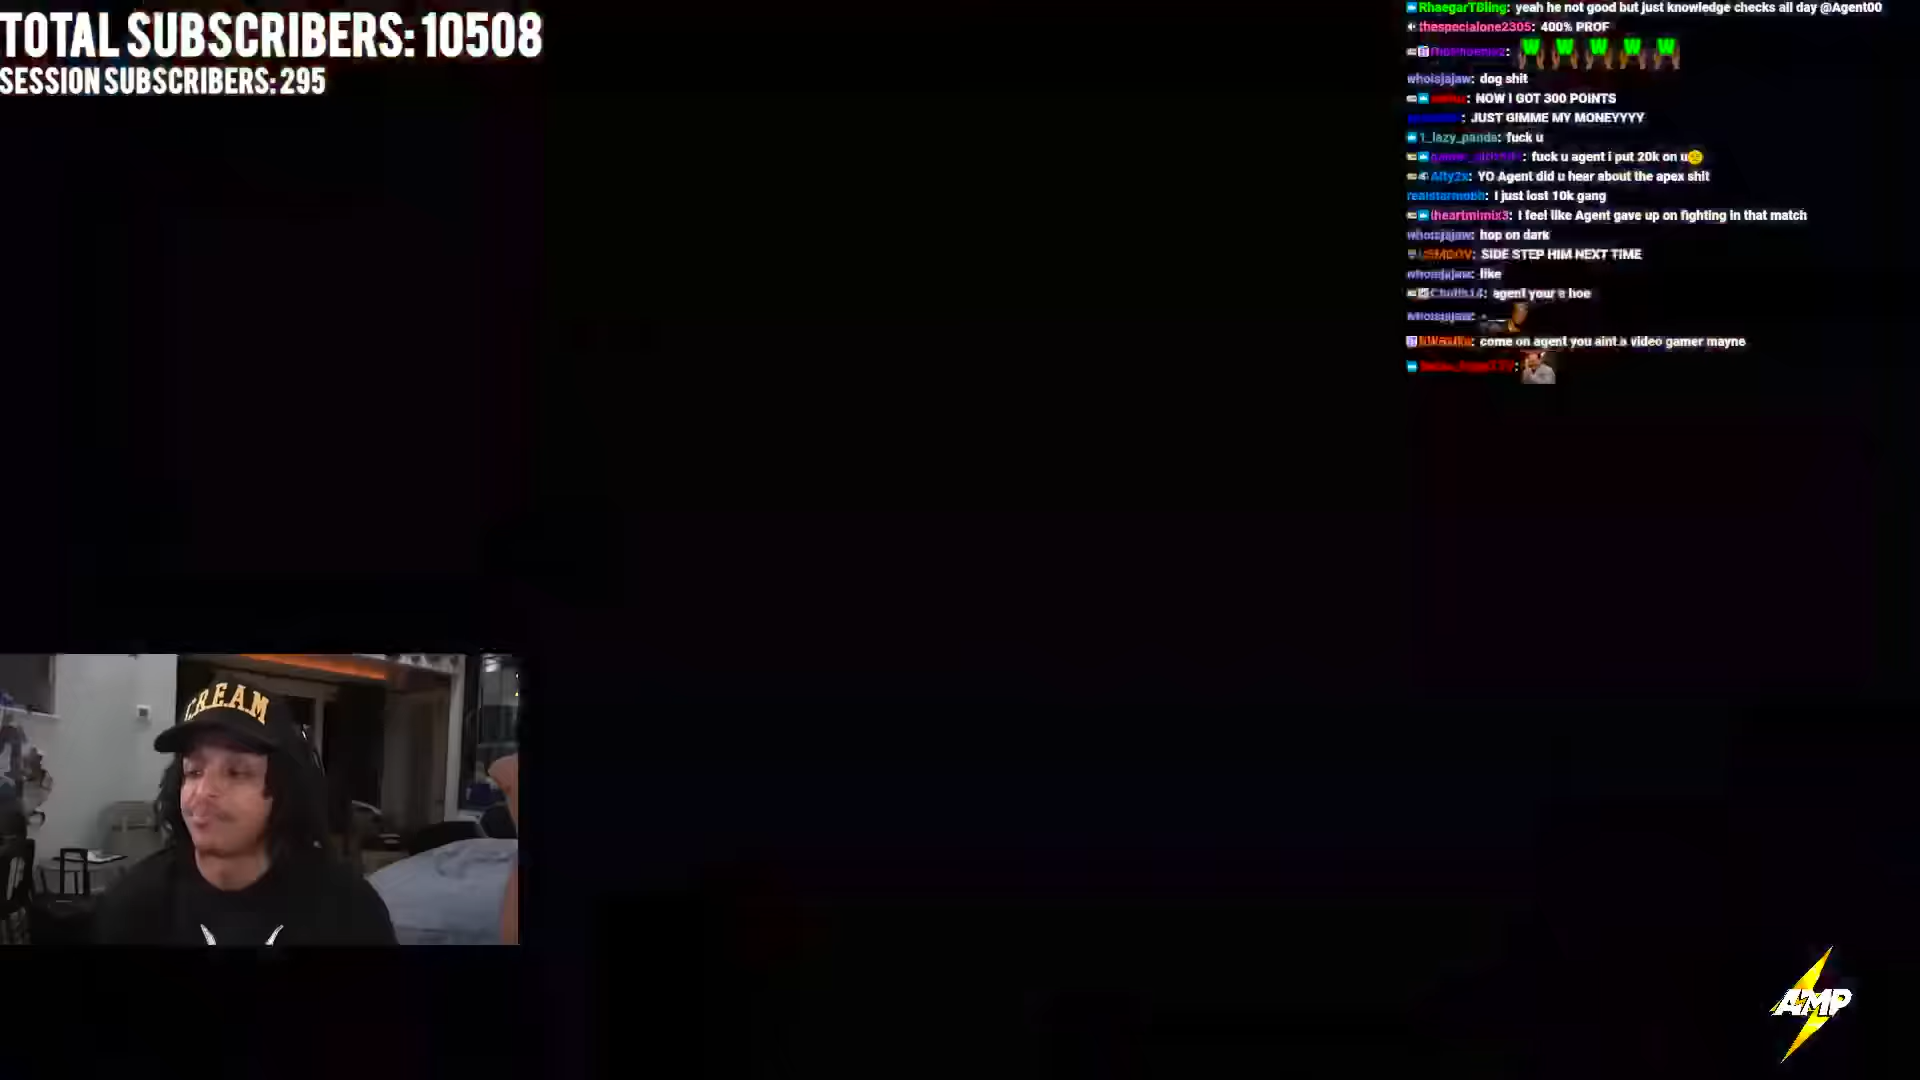 TOTAL SUBSCRIBERS: 10508
SESSION SUBSCRIBERS: 295
C.R.E.A.M
RhaegarTBling: yeah he not good but just knowledge checks all day @Agent00
thespecialone2305: 400% PROF
W W W W W
whoisjajaw: dog shit
: NOW I GOT 300 POINTS
: JUST GIMME MY MONEYYYY
1_lazy_panda: fuck u
: fuck u agent i put 20k on u
Alty2x: YO Agent did u hear about the apex shit
: I just lost 10k gang
iheartmimix3: I feel like Agent gave up on fighting in that match
whoisjajaw: hop on dark
: SIDE STEP HIM NEXT TIME
whoisjajaw: like
: agent your a hoe
whoisjajaw:
: come on agent you aint a video gamer mayne
AMP